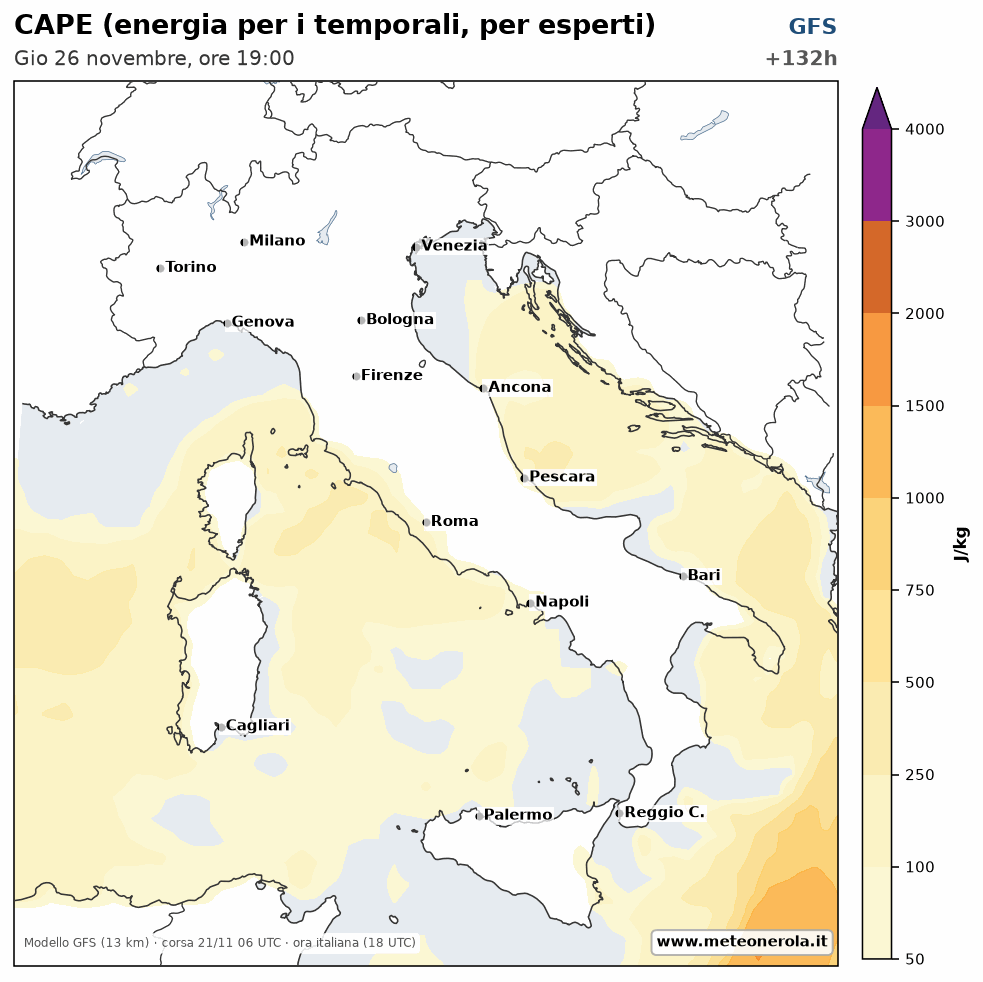 CAPE (energia per i temporali, per esperti)
GFS
Gio 26 novembre, ore 19:00
+132h
Milano
Venezia
Torino
Genova
Bologna
Firenze
Ancona
Pescara
Roma
Bari
Napoli
Cagliari
Palermo
Reggio C.
4000
3000
2000
1500
1000
750
500
250
100
50
J/kg
Modello GFS (13 km) · corsa 21/11 06 UTC · ora italiana (18 UTC)
www.meteonerola.it